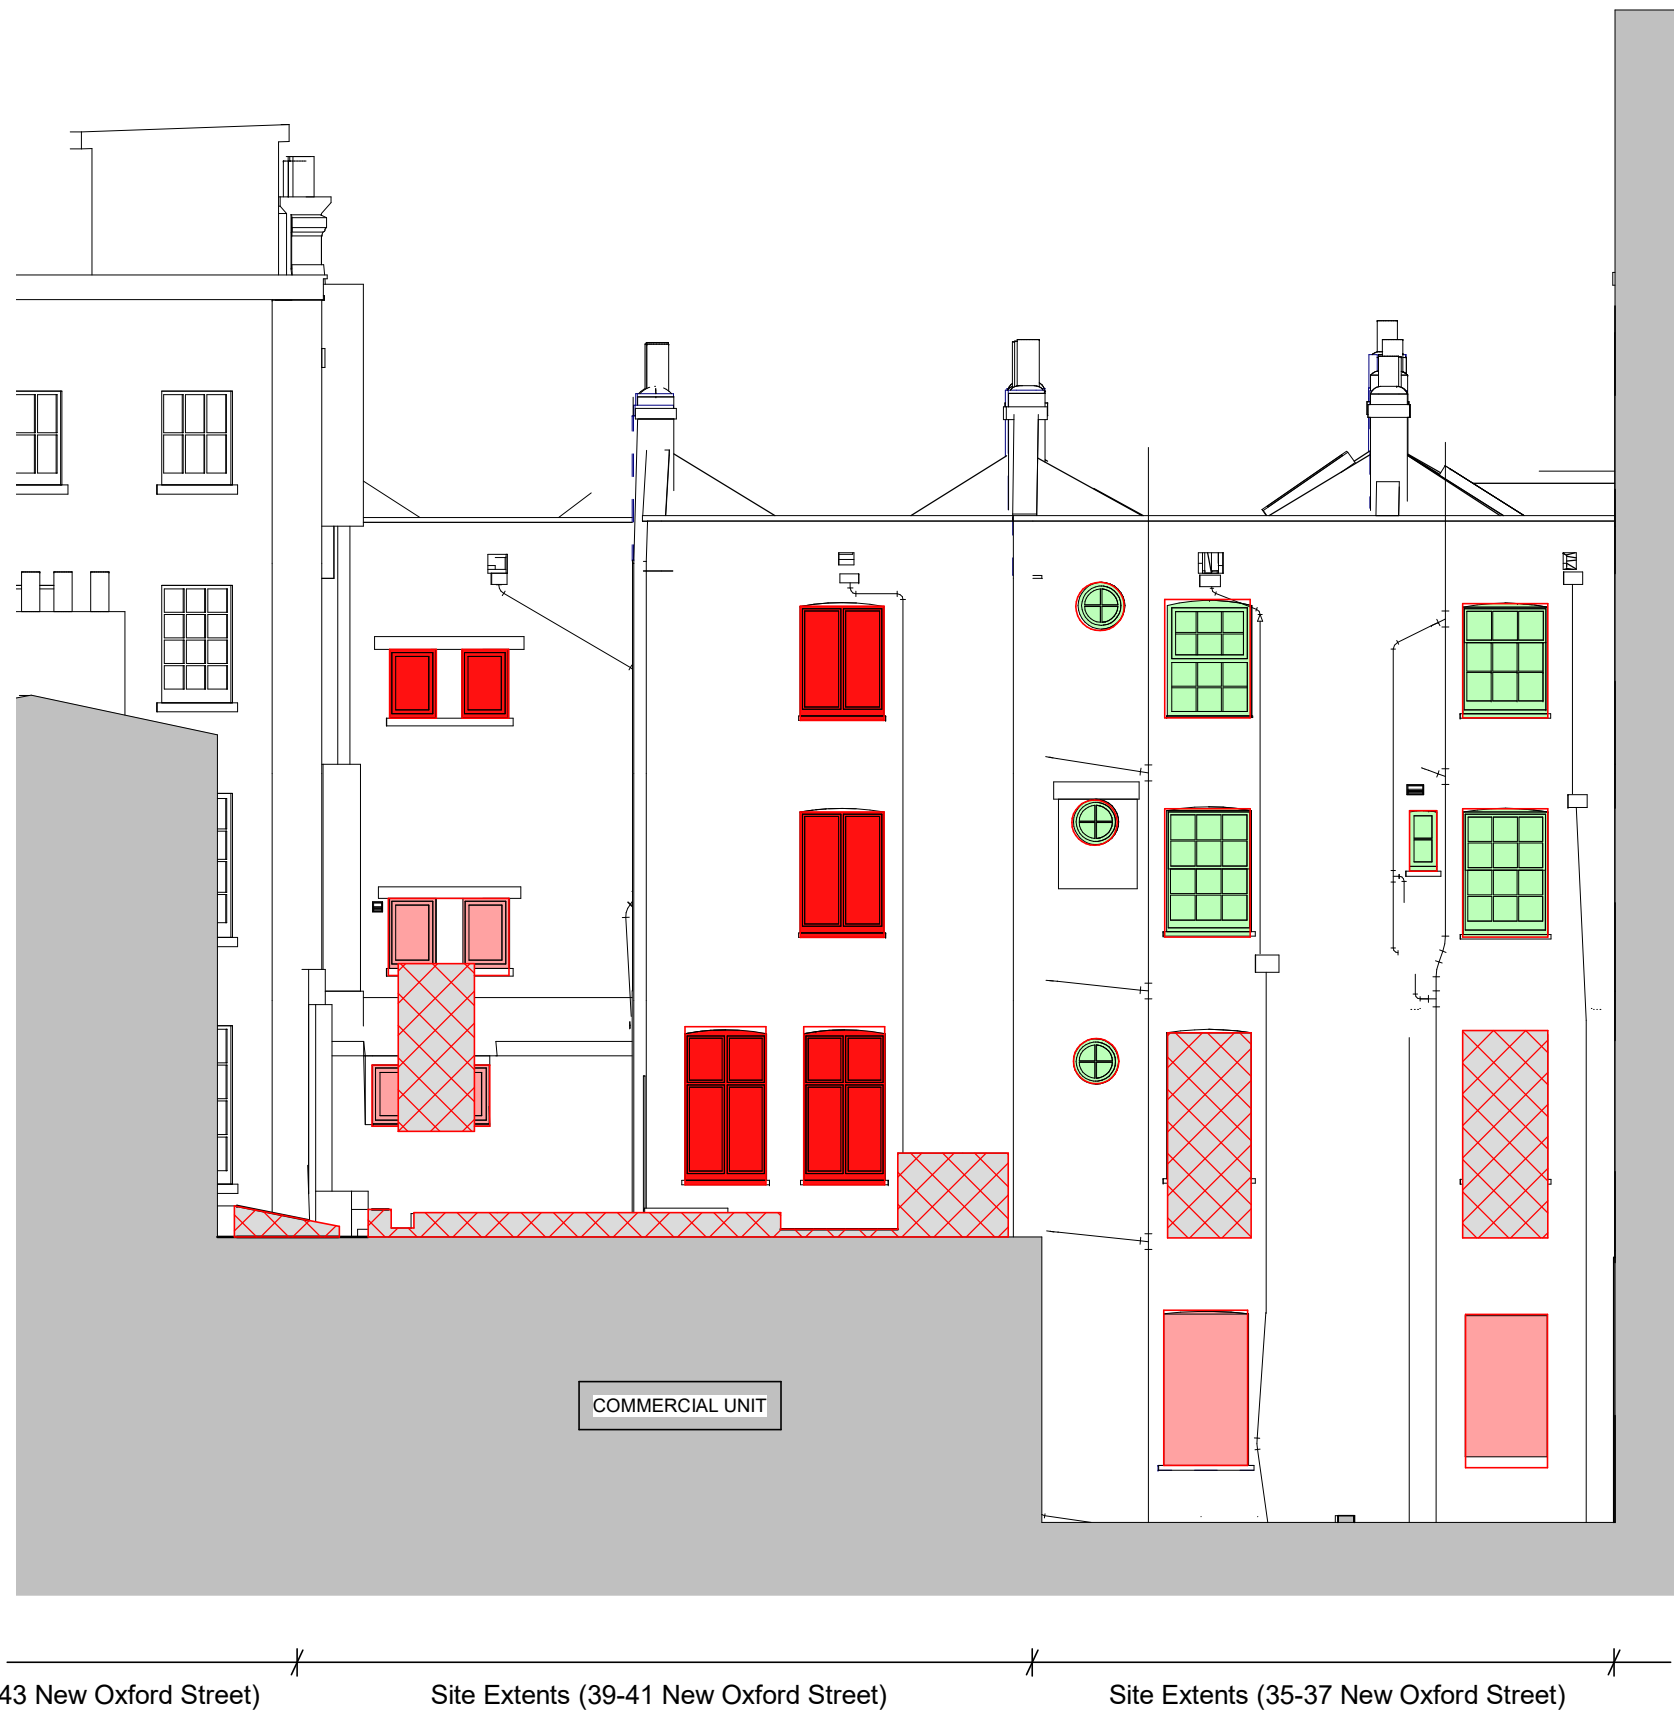 COMMERCIAL UNIT
43 New Oxford Street)
Site Extents (39-41 New Oxford Street)
Site Extents (35-37 New Oxford Street)